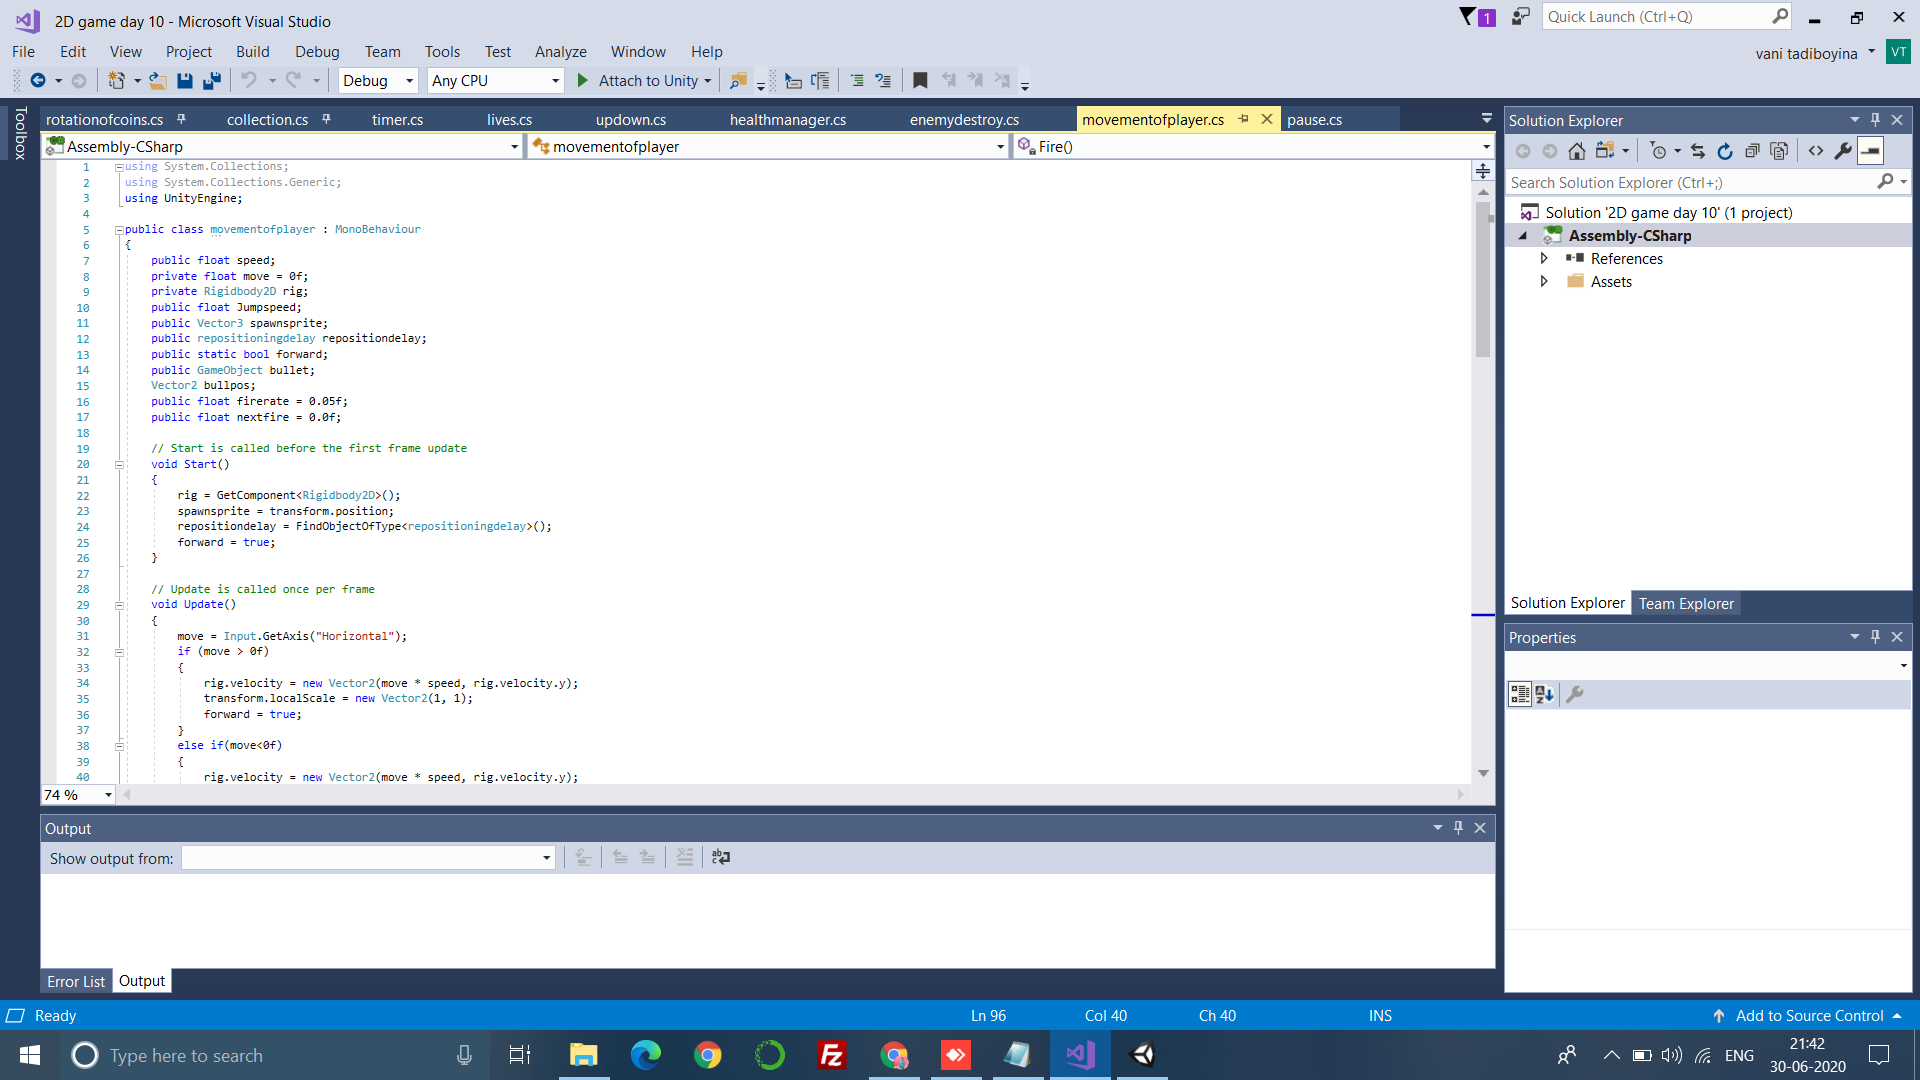 2D game day 10 - Microsoft Visual Studio
1
Quick Launch (Ctrl+Q)
File Edit View Project Build Debug Team Tools Test Analyze Window Help
vani tadiboyina VT
Debug Any CPU Attach to Unity
Toolbox
rotationofcoins.cs collection.cs timer.cs lives.cs updown.cs healthmanager.cs enemydestroy.cs movementofplayer.cs pause.cs
Assembly-CSharp movementofplayer Fire()
1 using System.Collections;
2 using System.Collections.Generic;
3 using UnityEngine;
4
5 public class movementofplayer : MonoBehaviour
6 {
7 public float speed;
8 private float move = 0f;
9 private Rigidbody2D rig;
10 public float Jumpspeed;
11 public Vector3 spawnsprite;
12 public repositioningdelay repositiondelay;
13 public static bool forward;
14 public GameObject bullet;
15 Vector2 bullpos;
16 public float firerate = 0.05f;
17 public float nextfire = 0.0f;
18
19 // Start is called before the first frame update
20 void Start()
21 {
22 rig = GetComponent<Rigidbody2D>();
23 spawnsprite = transform.position;
24 repositiondelay = FindObjectOfType<repositioningdelay>();
25 forward = true;
26 }
27
28 // Update is called once per frame
29 void Update()
30 {
31 move = Input.GetAxis("Horizontal");
32 if (move > 0f)
33 {
34 rig.velocity = new Vector2(move * speed, rig.velocity.y);
35 transform.localScale = new Vector2(1, 1);
36 forward = true;
37 }
38 else if(move<0f)
39 {
40 rig.velocity = new Vector2(move * speed, rig.velocity.y);
74 %
Output
Show output from:
Error List Output
Solution Explorer
Search Solution Explorer (Ctrl+;)
Solution '2D game day 10' (1 project)
Assembly-CSharp
References
Assets
Solution Explorer Team Explorer
Properties
Ready Ln 96 Col 40 Ch 40 INS Add to Source Control
Type here to search
ENG
21:42
30-06-2020